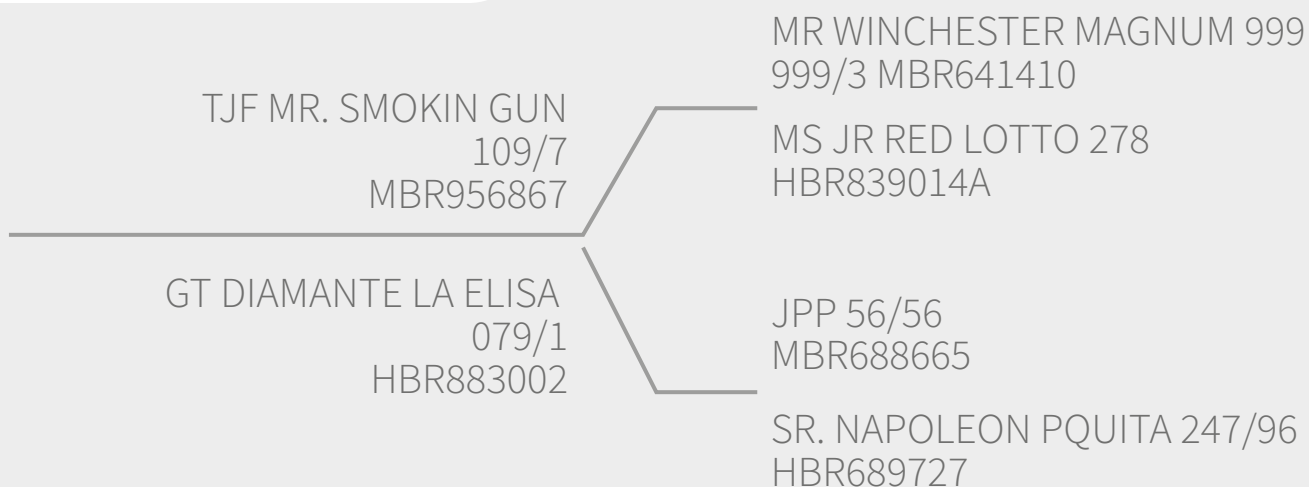 TJF MR. SMOKIN GUN
109/7
MBR956867
GT DIAMANTE LA ELISA
079/1
HBR883002
MR WINCHESTER MAGNUM 999
999/3 MBR641410
MS JR RED LOTTO 278
HBR839014A
JPP 56/56
MBR688665
SR. NAPOLEON PQUITA 247/96
HBR689727